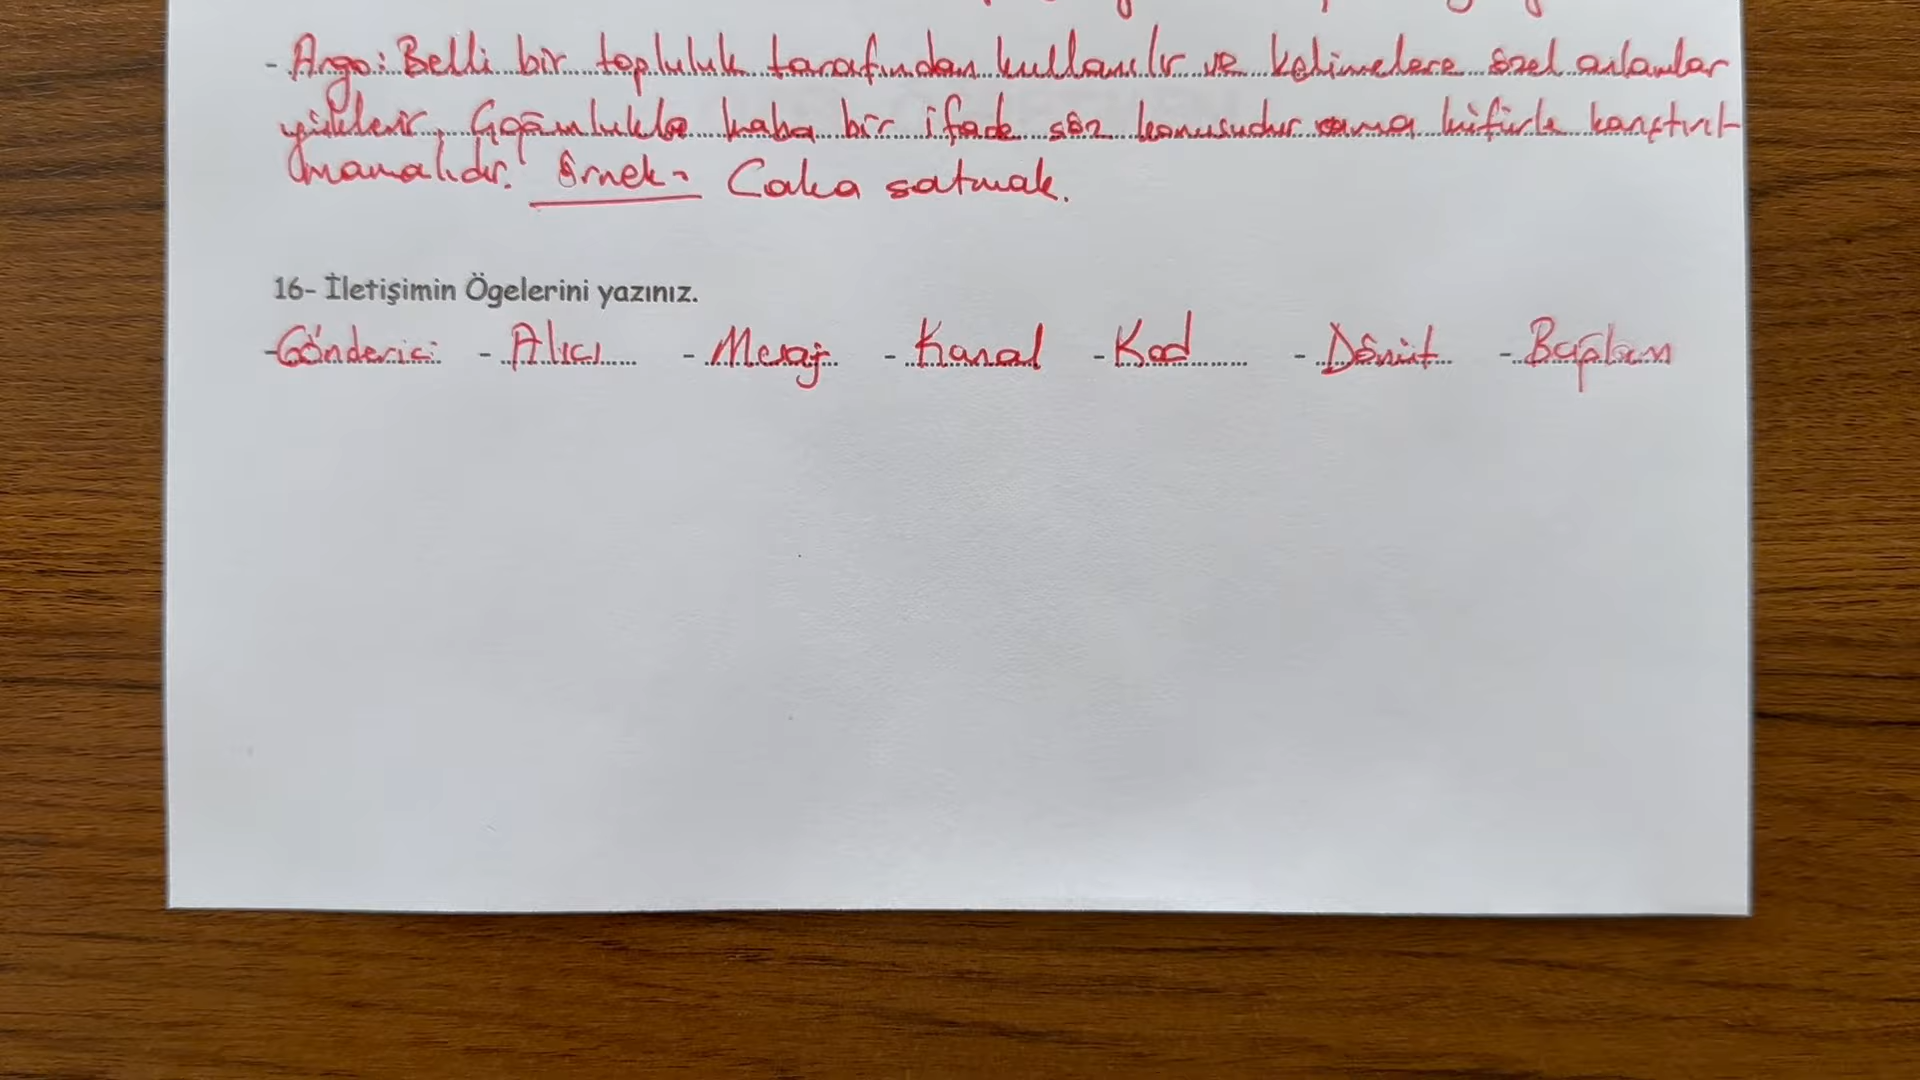 - Argo: Belli bir topluluk tarafından kullanılır ve kelimelere özel anlamlar
yüklenir, Çoğunlukla kaba bir ifade söz konusudur ama küfürle karıştırıl-
mamalıdır. Örnek: Caka satmak.
16- İletişimin Ögelerini yazınız.
- Gönderici - Alıcı - Mesaj - Kanal - Kod - Dönüt - Bağlam